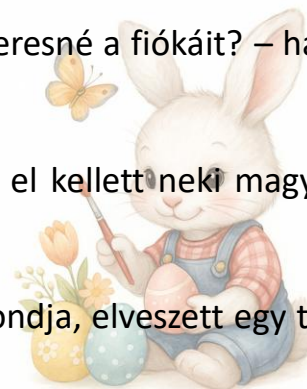 eresné a fiókáit? – ha
el kellett neki magy
ondja, elveszett egy t